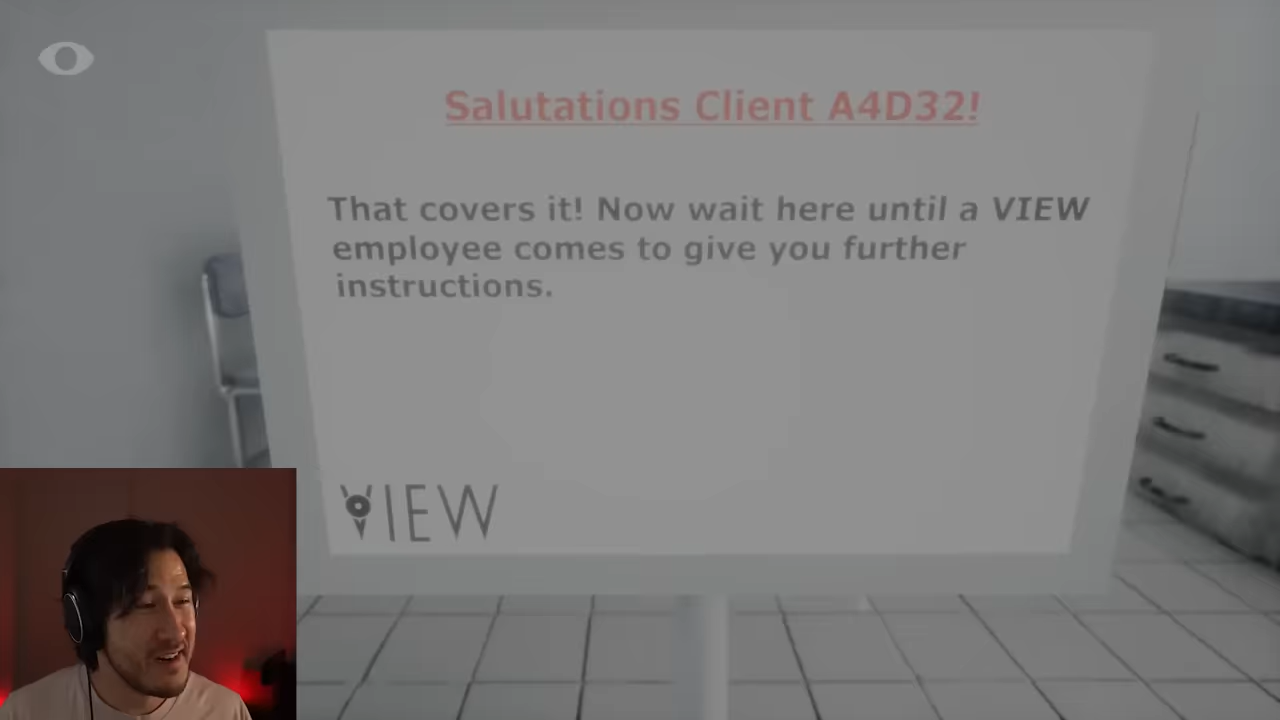 Salutations Client A4D32!
That covers it! Now wait here until a VIEW
employee comes to give you further
instructions.
VIEW